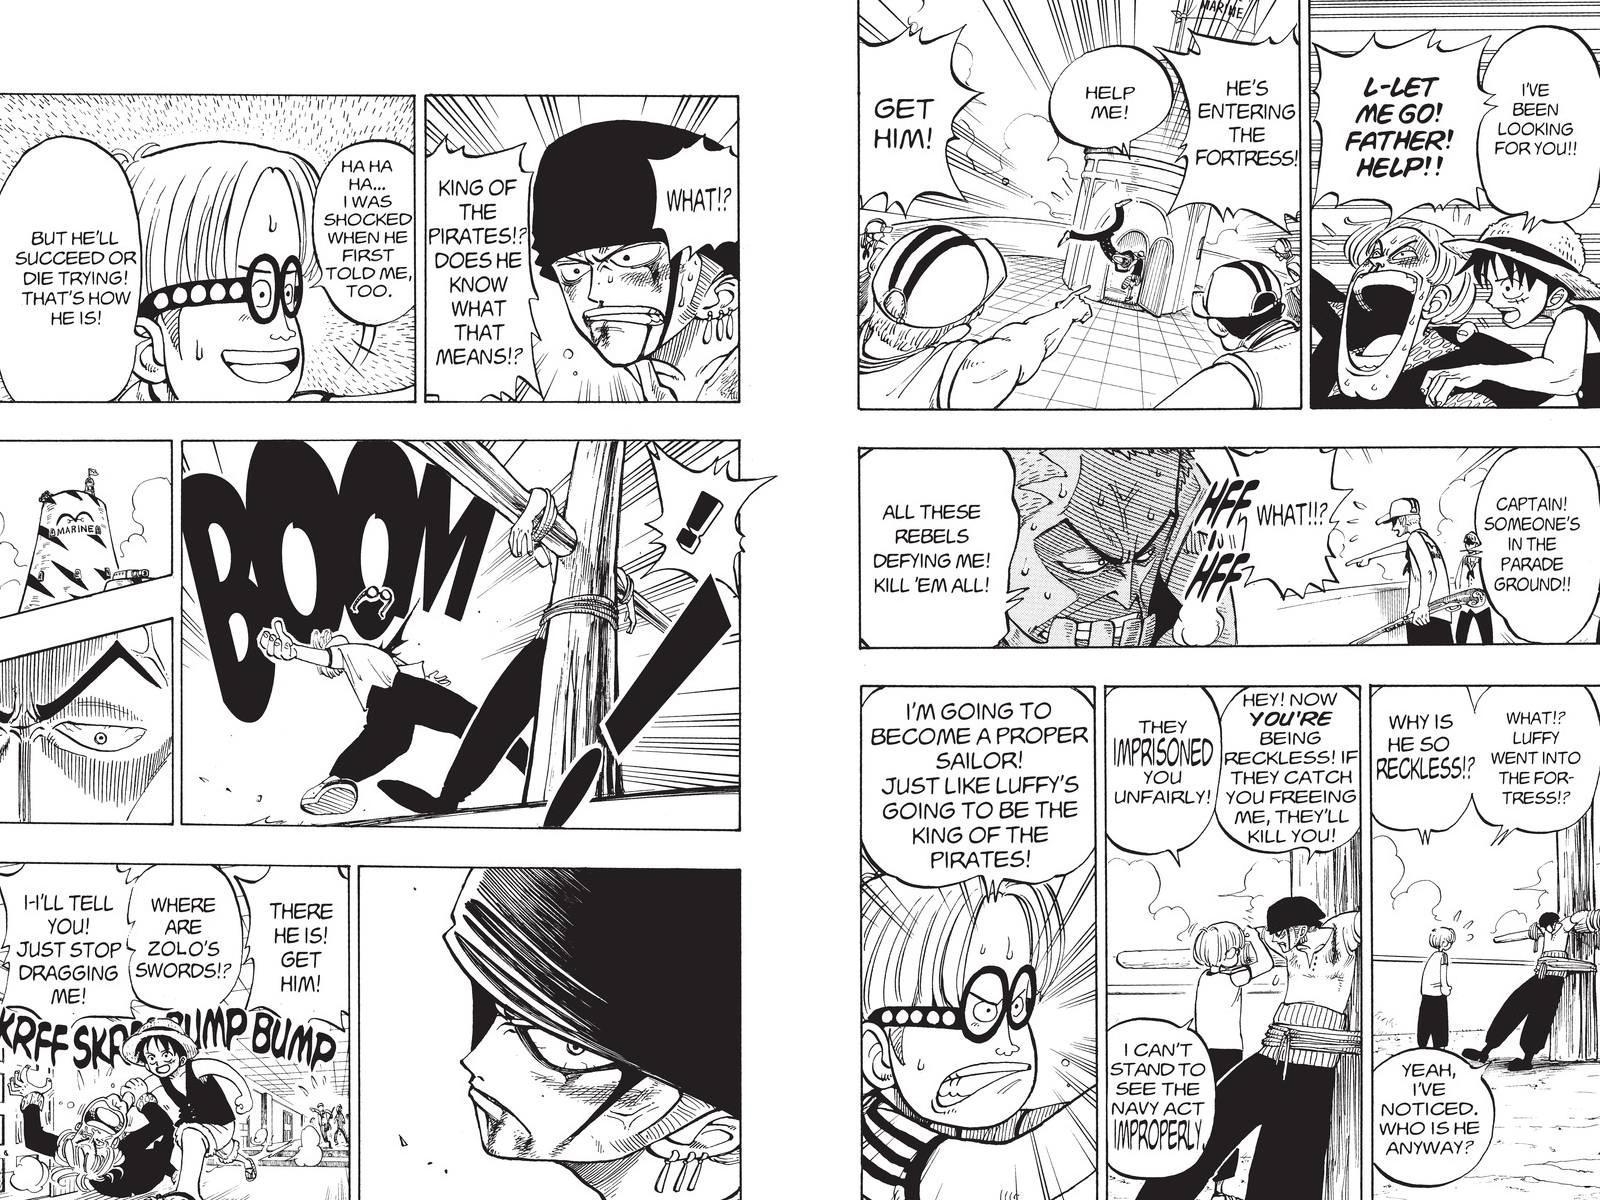 I'VE
BEEN
LOOKING
FOR YOU!!
L-LET
ME GO!
FATHER!
HELP!!
MARINE
HE'S
ENTERING
THE
FORTRESS!
HELP
ME!
GET
HIM!
CAPTAIN!
SOMEONE'S
IN THE
PARADE
GROUND!!
WHAT!!?
HFF
HFF
ALL THESE
REBELS
DEFYING ME!
KILL 'EM ALL!
WHAT!?
LUFFY
WENT INTO
THE FOR-
TRESS!?
WHY IS
HE SO
RECKLESS!?
YEAH,
I'VE
NOTICED.
WHO IS HE
ANYWAY?
HEY! NOW
YOU'RE
BEING
RECKLESS! IF
THEY CATCH
YOU FREEING
ME, THEY'LL
KILL YOU!
THEY
IMPRISONED
YOU
UNFAIRLY!
I CAN'T
STAND TO
SEE THE
NAVY ACT
IMPROPERLY.
I'M GOING TO
BECOME A PROPER
SAILOR!
JUST LIKE LUFFY'S
GOING TO BE THE
KING OF THE
PIRATES!
WHAT!?
KING OF
THE
PIRATES!?
DOES HE
KNOW
WHAT
THAT
MEANS!?
HA HA
HA...
I WAS
SHOCKED
WHEN HE
FIRST
TOLD ME,
TOO.
BUT HE'LL
SUCCEED OR
DIE TRYING!
THAT'S HOW
HE IS!
!!
BOOM!
MARINE
THERE
HE IS!
GET
HIM!
WHERE
ARE
ZOLO'S
SWORDS!?
I-I'LL TELL
YOU!
JUST STOP
DRAGGING
ME!
BUMP